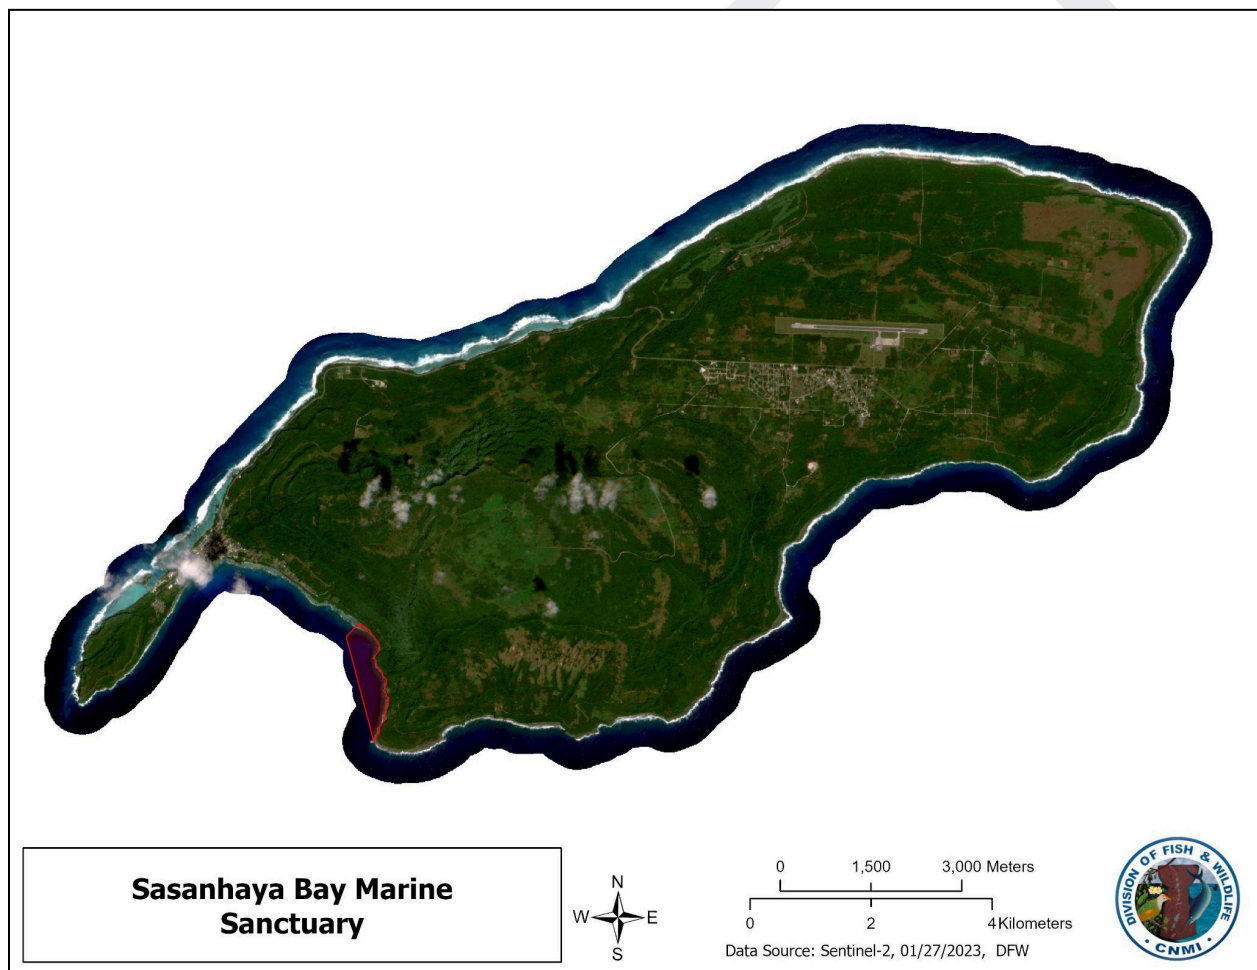 Sasanhaya Bay Marine
Sanctuary
N
W E
S
0 1,500 3,000 Meters
0 2 4 Kilometers
Data Source: Sentinel-2, 01/27/2023, DFW
DIVISION OF FISH & WILDLIFE
· CNMI ·